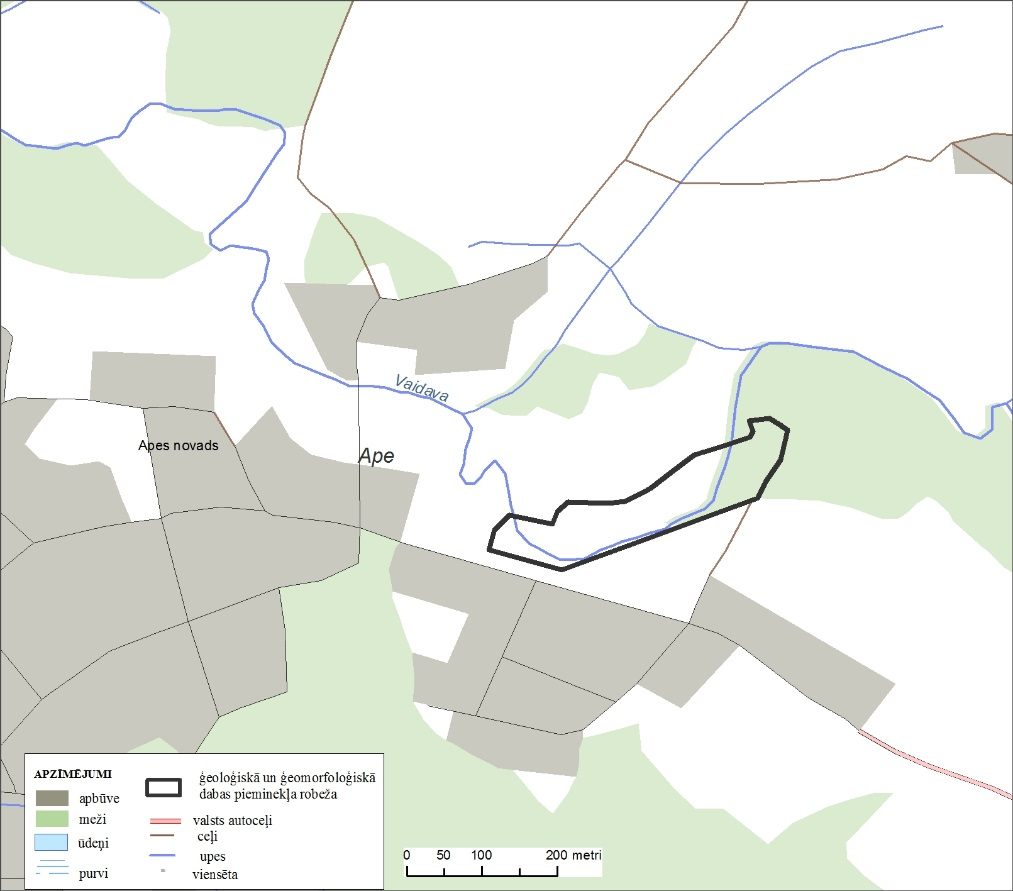 Vaidava
Apes novads
Ape
APZĪMĒJUMI
apbūve
meži
ūdeņi
purvi
ģeoloģiskā un ģeomorfoloģiskā
dabas pieminekļa robeža
valsts autoceļi
ceļi
upes
viensēta
0 50 100 200 metri